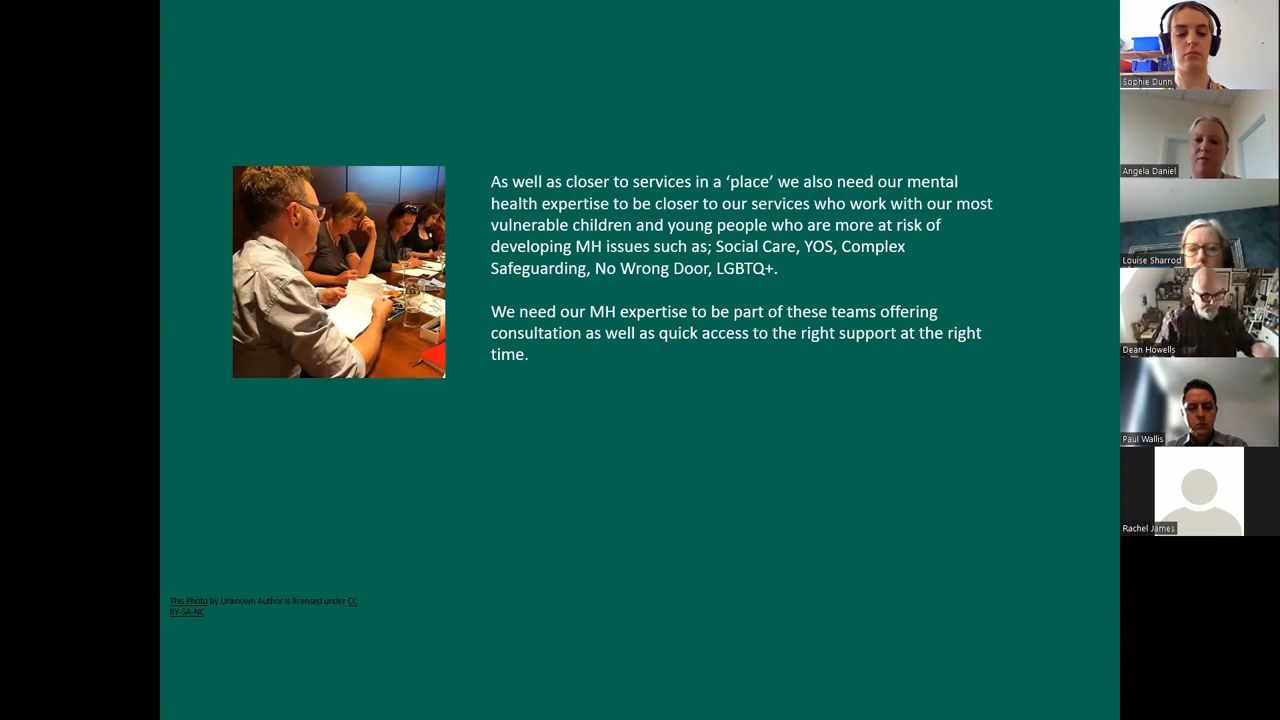 As well as closer to services in a ‘place’ we also need our mental
health expertise to be closer to our services who work with our most
vulnerable children and young people who are more at risk of
developing MH issues such as; Social Care, YOS, Complex
Safeguarding, No Wrong Door, LGBTQ+.
We need our MH expertise to be part of these teams offering
consultation as well as quick access to the right support at the right
time.
This Photo by Unknown Author is licensed under CC
BY-SA-NC
Sophie Dunn
Angela Daniel
Louise Sharrod
Dean Howells
Paul Wallis
Rachel James